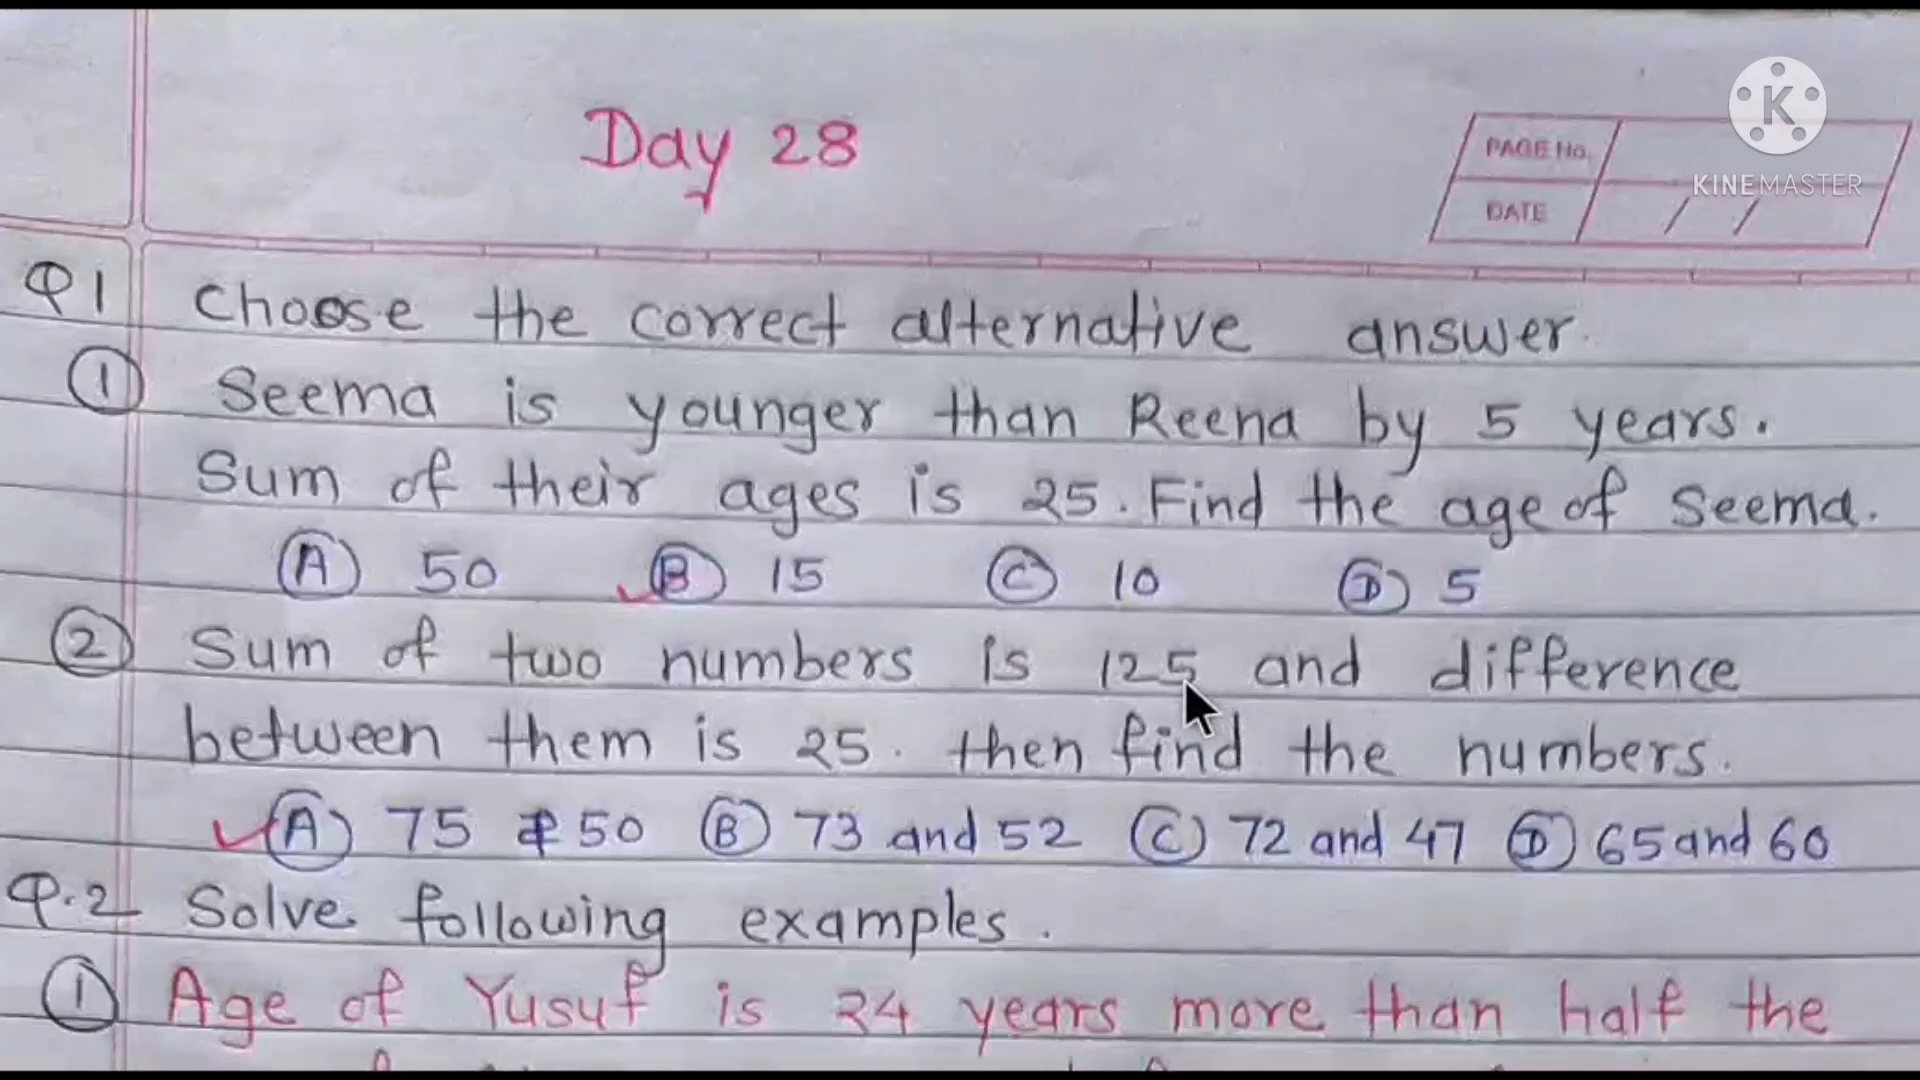 Day 28
PAGE No.
DATE / /
KINEMASTER
Q1 Choose the correct alternative answer.
1 Seema is younger than Reena by 5 years.
Sum of their ages is 25. Find the age of Seema.
A 50 B 15 C 10 D 5
2 Sum of two numbers is 125 and difference
between them is 25. then find the numbers.
A 75 & 50 B 73 and 52 C 72 and 47 D 65 and 60
Q.2 Solve following examples.
1 Age of Yusuf is 24 years more than half the